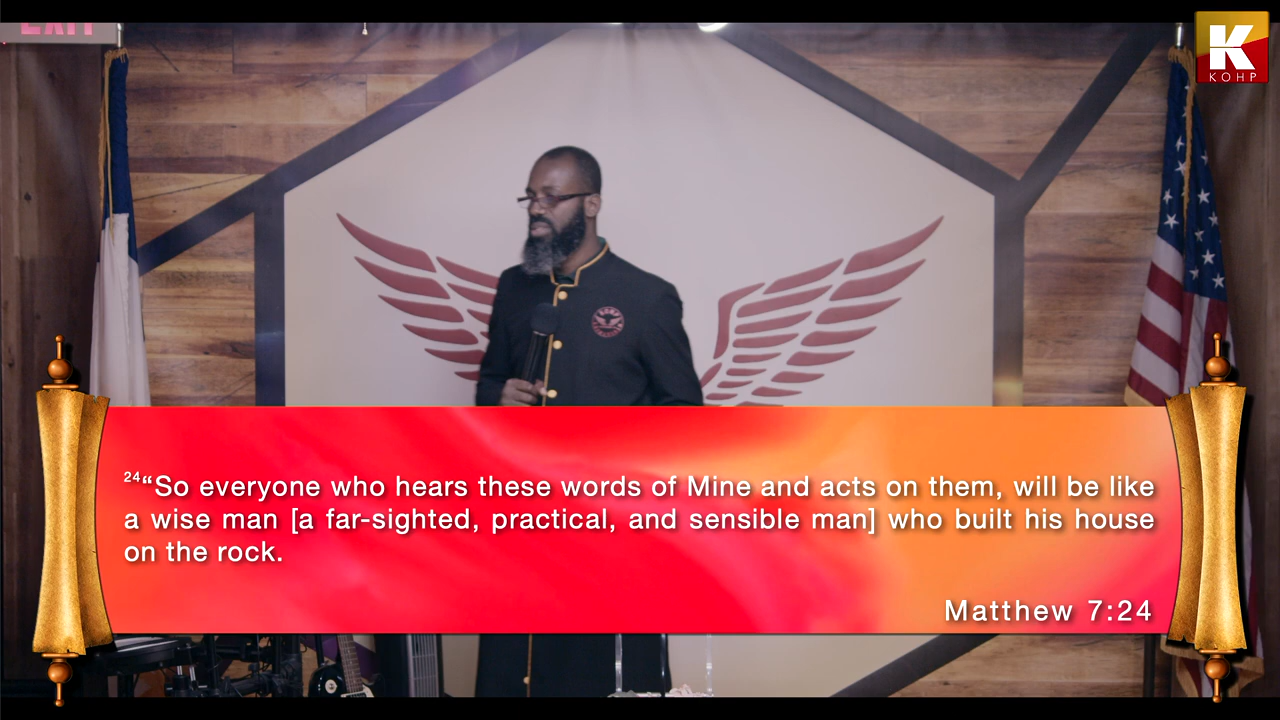 EXIT
K
KOHP
24“So everyone who hears these words of Mine and acts on them, will be like
a wise man [a far-sighted, practical, and sensible man] who built his house
on the rock.
Matthew 7:24